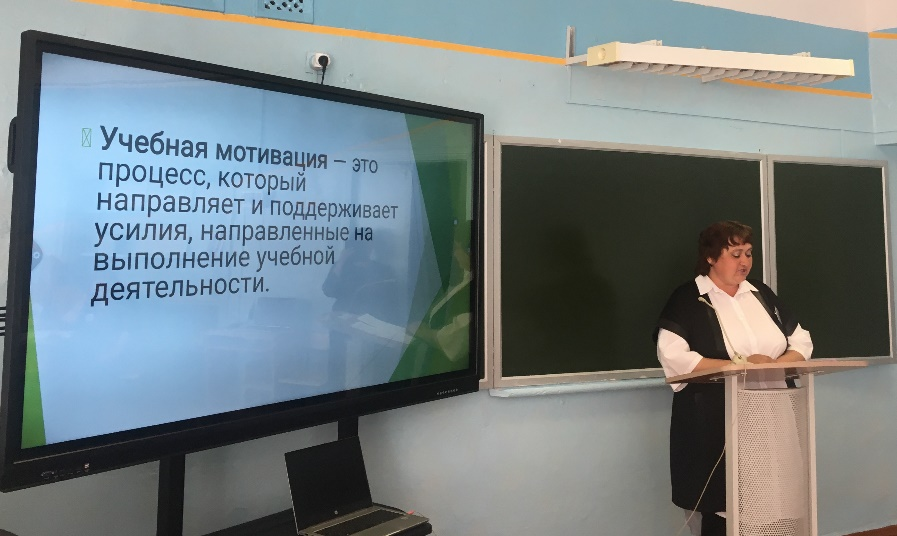 Учебная мотивация – это
процесс, который
направляет и поддерживает
усилия, направленные на
выполнение учебной
деятельности.